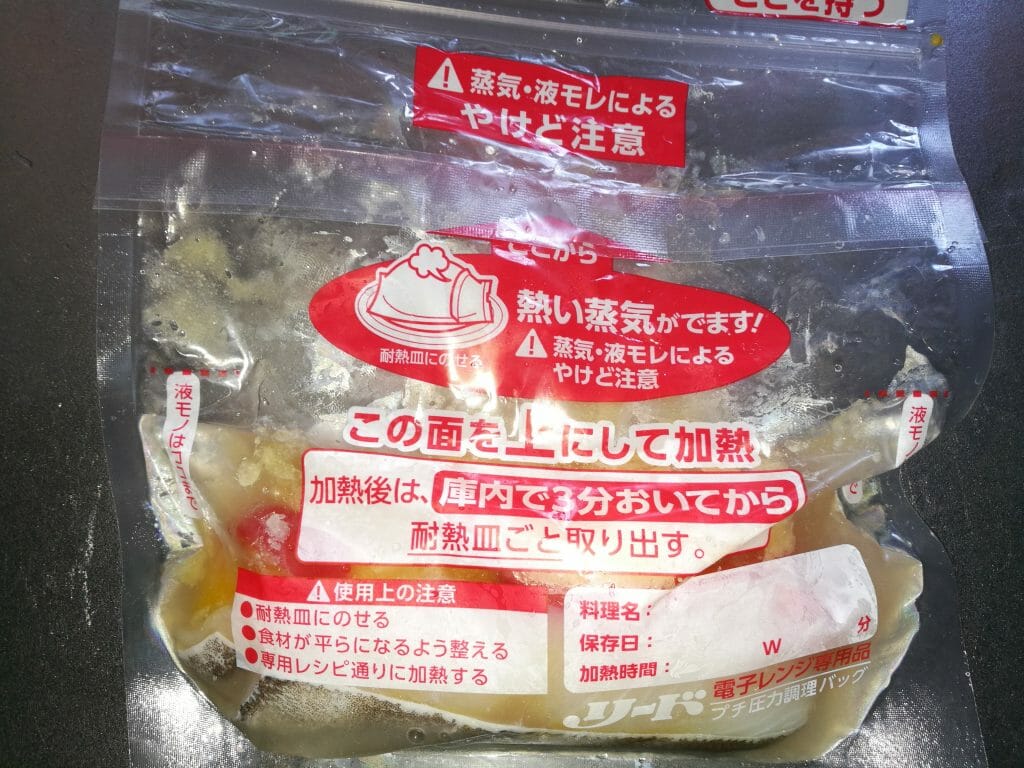 ここを持つ
蒸気・液モレによる
やけど注意
ここから
熱い蒸気がでます!
蒸気・液モレによる
やけど注意
耐熱皿にのせる
液モノはココまで
液モノ
で
この面を上にして加熱
加熱後は、庫内で3分おいてから
耐熱皿ごと取り出す。
使用上の注意
●耐熱皿にのせる
●食材が平らになるよう整える
●専用レシピ通りに加熱する
料理名:
保存日:
加熱時間: W 分
リード 電子レンジ専用品
プチ圧力調理バッグ